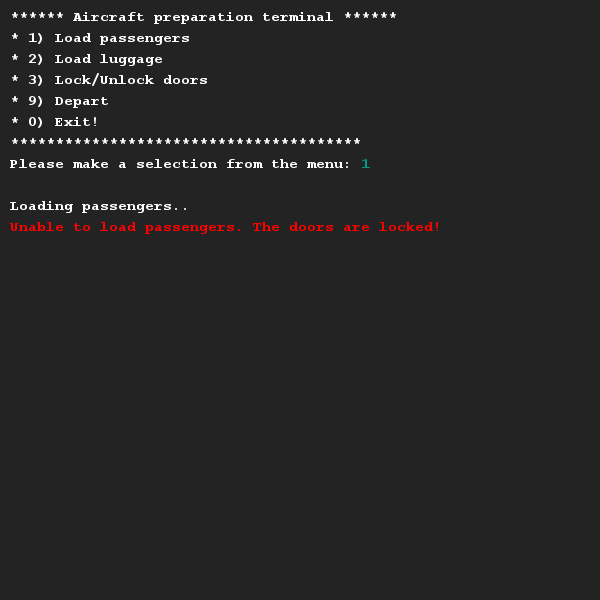 ****** Aircraft preparation terminal ******
* 1) Load passengers
* 2) Load luggage
* 3) Lock/Unlock doors
* 9) Depart
* 0) Exit!
***************************************
Please make a selection from the menu: 1
Loading passengers..
Unable to load passengers. The doors are locked!